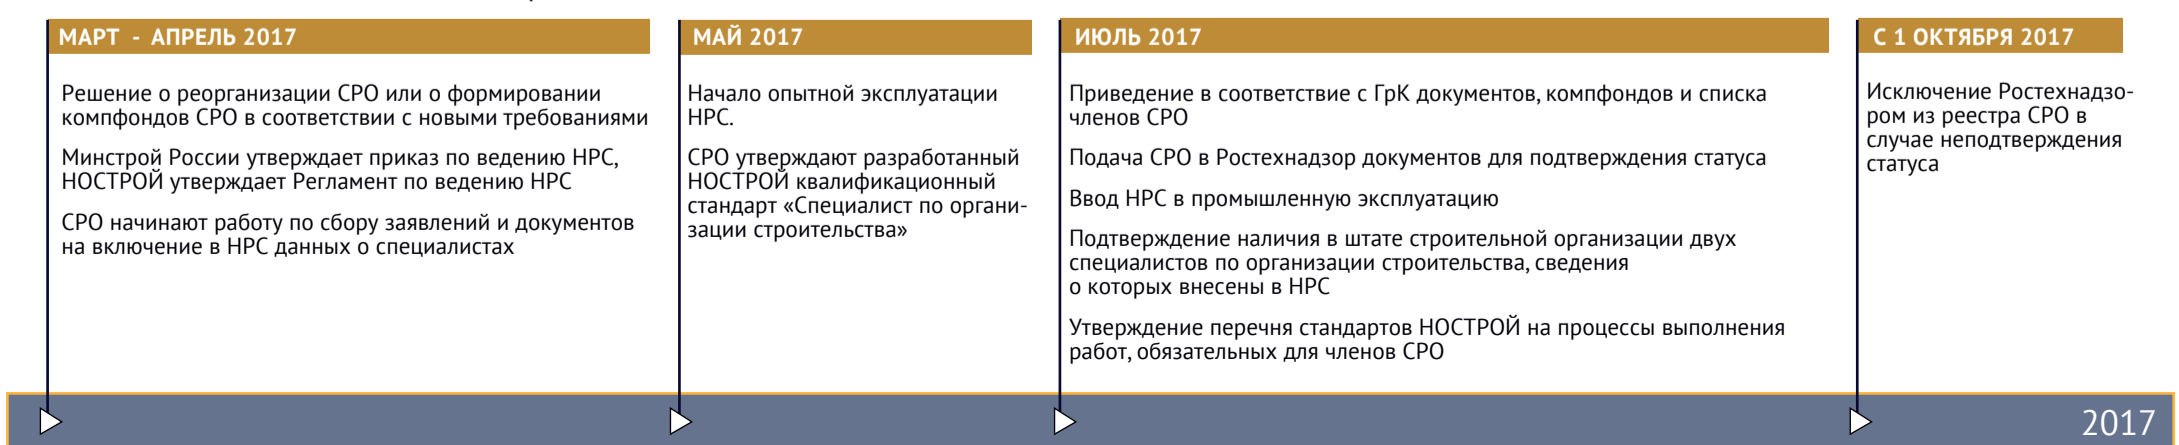 МАРТ - АПРЕЛЬ 2017
Решение о реорганизации СРО или о формировании
компфондов СРО в соответствии с новыми требованиями
Минстрой России утверждает приказ по ведению НРС,
НОСТРОЙ утверждает Регламент по ведению НРС
СРО начинают работу по сбору заявлений и документов
на включение в НРС данных о специалистах
МАЙ 2017
Начало опытной эксплуатации
НРС.
СРО утверждают разработанный
НОСТРОЙ квалификационный
стандарт «Специалист по органи-
зации строительства»
ИЮЛЬ 2017
Приведение в соответствие с ГрК документов, компфондов и списка
членов СРО
Подача СРО в Ростехнадзор документов для подтверждения статуса
Ввод НРС в промышленную эксплуатацию
Подтверждение наличия в штате строительной организации двух
специалистов по организации строительства, сведения
о которых внесены в НРС
Утверждение перечня стандартов НОСТРОЙ на процессы выполнения
работ, обязательных для членов СРО
С 1 ОКТЯБРЯ 2017
Исключение Ростехнадзо-
ром из реестра СРО в
случае неподтверждения
статуса
2017